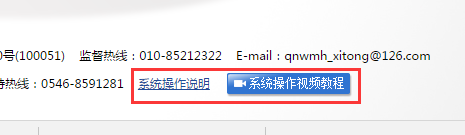 号(100051) 监督热线：010-85212322 E-mail：qnwmh_xitong@126.com
持热线：0546-8591281 系统操作说明 系统操作视频教程